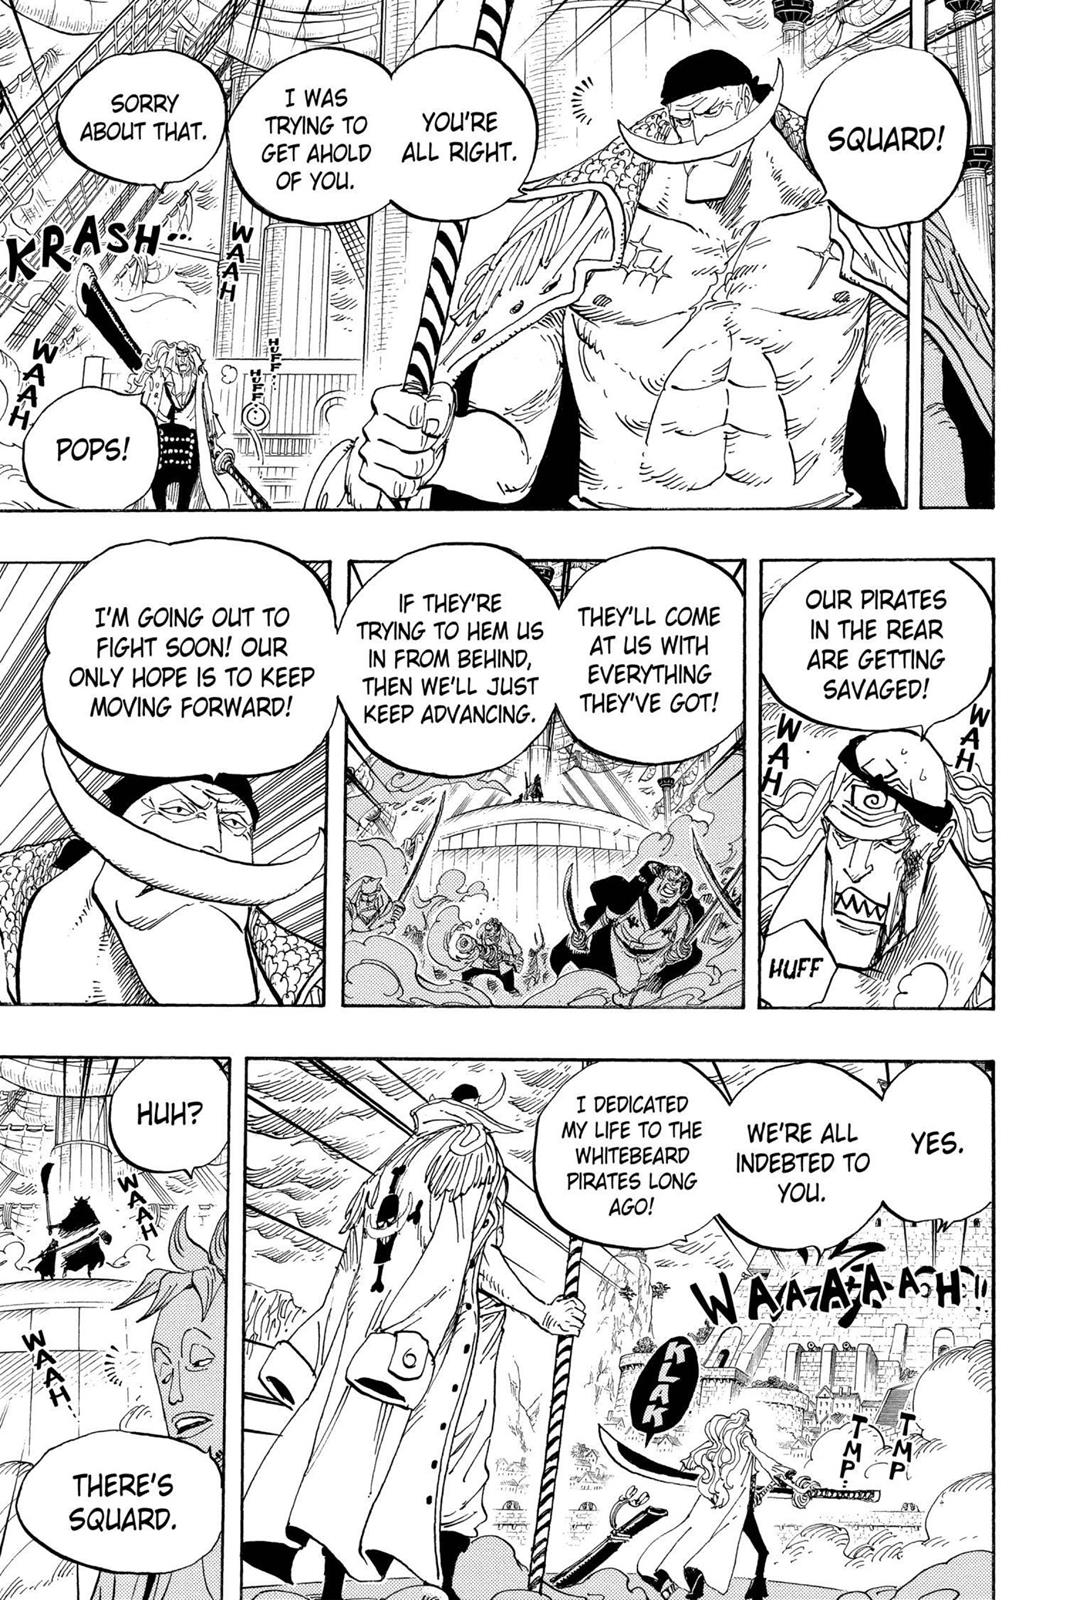 SQUARD!
YOU'RE
ALL RIGHT.
I WAS
TRYING TO
GET AHOLD
OF YOU.
SORRY
ABOUT THAT.
KRASH...
WAAH
HUFF...
HUFF...
WAAH
POPS!
OUR PIRATES
IN THE REAR
ARE GETTING
SAVAGED!
WAH
WAAH
HUFF
THEY'LL COME
AT US WITH
EVERYTHING
THEY'VE GOT!
IF THEY'RE
TRYING TO HEM US
IN FROM BEHIND,
THEN WE'LL JUST
KEEP ADVANCING.
I'M GOING OUT TO
FIGHT SOON! OUR
ONLY HOPE IS TO KEEP
MOVING FORWARD!
YES.
WE'RE ALL
INDEBTED TO
YOU.
I DEDICATED
MY LIFE TO THE
WHITEBEARD
PIRATES LONG
AGO!
WAAAAAH!!
KLAK
TMP
TMP...
HUH?
WAAH
WAAH...
THERE'S
SQUARD.